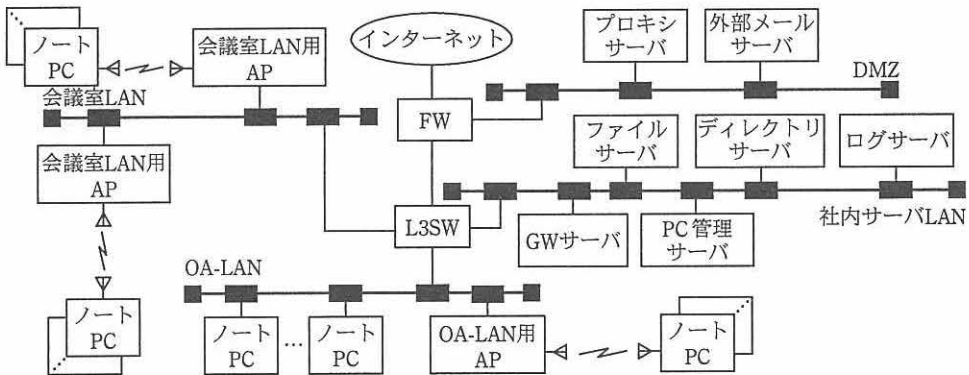 ノート
PC
会議室LAN用
AP
インターネット
プロキシ
サーバ
外部メール
サーバ
DMZ
会議室LAN
FW
会議室LAN用
AP
ファイル
サーバ
ディレクトリ
サーバ
ログサーバ
L3SW
GWサーバ
PC管理
サーバ
社内サーバLAN
OA-LAN
ノート
PC
ノート
PC
…
ノート
PC
OA-LAN用
AP
ノート
PC